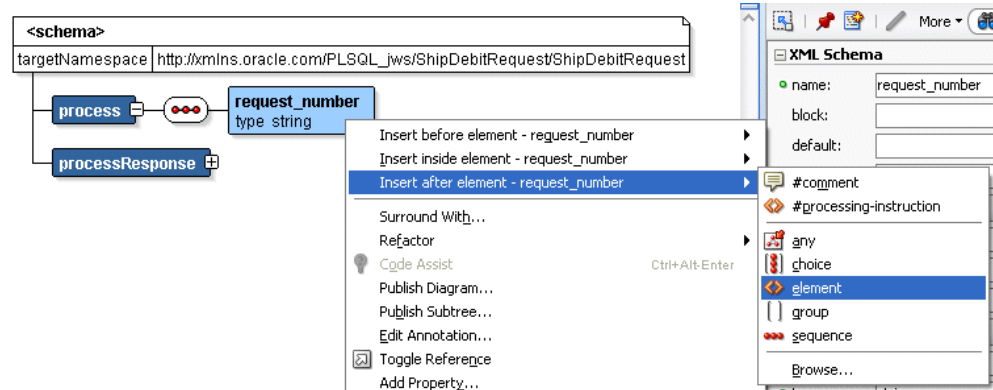 <schema>
targetNamespace http://xmlns.oracle.com/PLSQL_jws/ShipDebitRequest/ShipDebitRequest
process
request_number
type string
processResponse
Insert before element - request_number
Insert inside element - request_number
Insert after element - request_number
Surround With...
Refactor
Code Assist Ctrl+Alt-Enter
Publish Diagram...
Publish Subtree...
Edit Annotation...
Toggle Reference
Add Property...
#comment
#processing-instruction
any
choice
element
group
sequence
Browse...
More
XML Schema
name: request_number
block:
default: